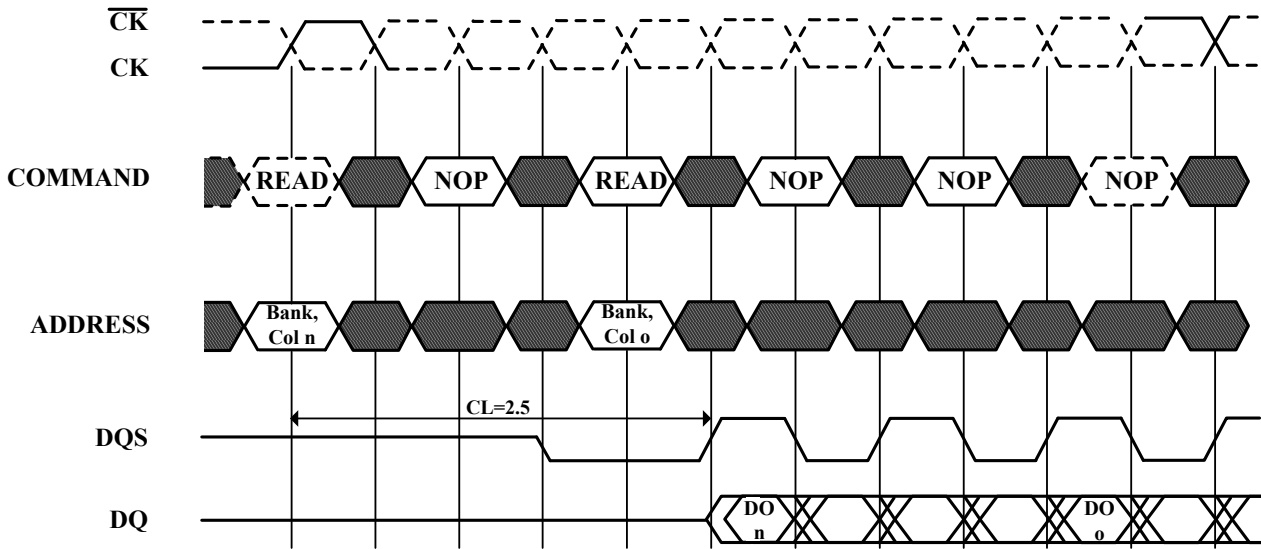 CK
CK
COMMAND
READ NOP READ NOP NOP NOP
ADDRESS
Bank,
Col n
Bank,
Col o
CL=2.5
DQS
DQ
DO
n
DO
o